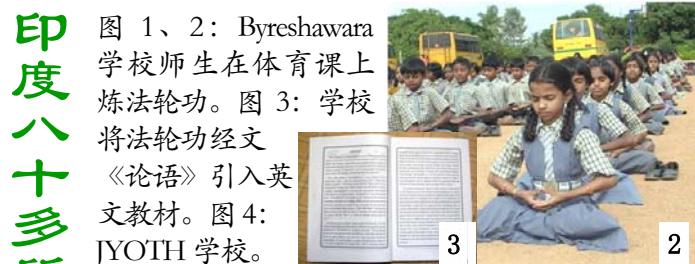 印度八十多所
图 1、2：Byreshawara
学校师生在体育课上
炼法轮功。图 3：学校
将法轮功经文
《论语》引入英
文教材。图 4：
JYOTH 学校。
3
2